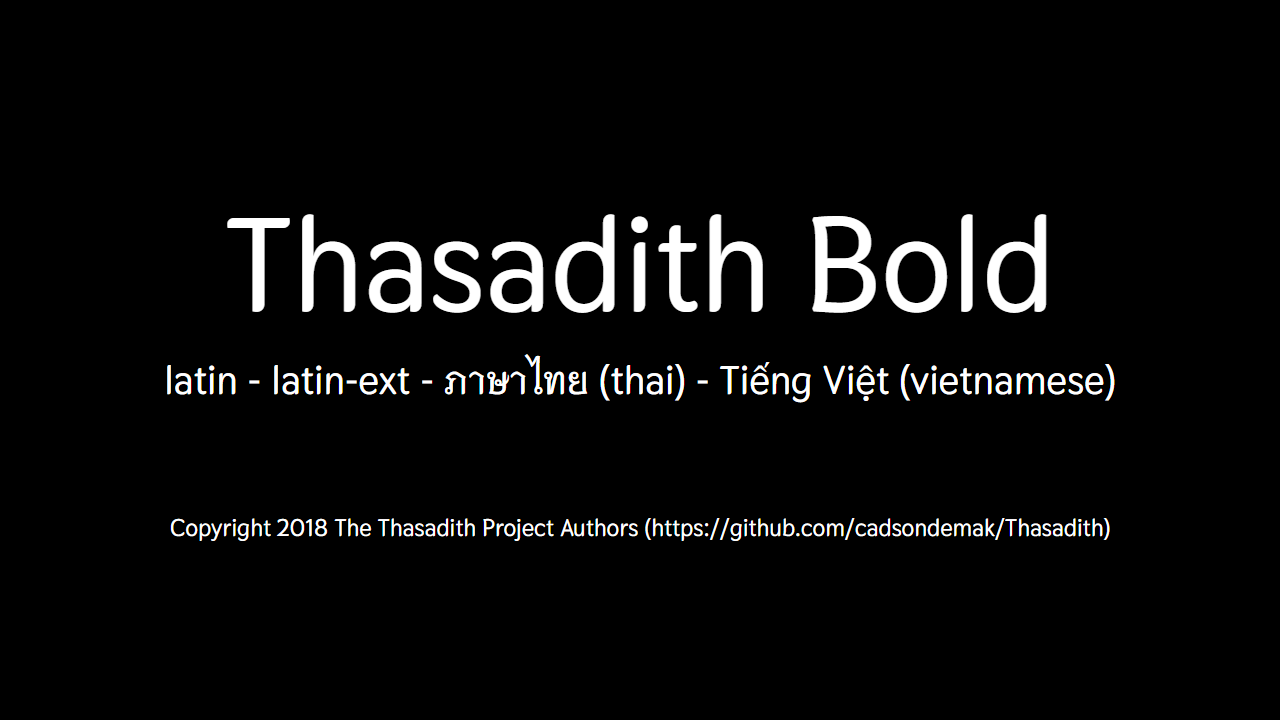 Thasadith Bold
latin - latin-ext - ภาษาไทย (thai) - Tiếng Việt (vietnamese)
Copyright 2018 The Thasadith Project Authors (https://github.com/cadsondemak/Thasadith)